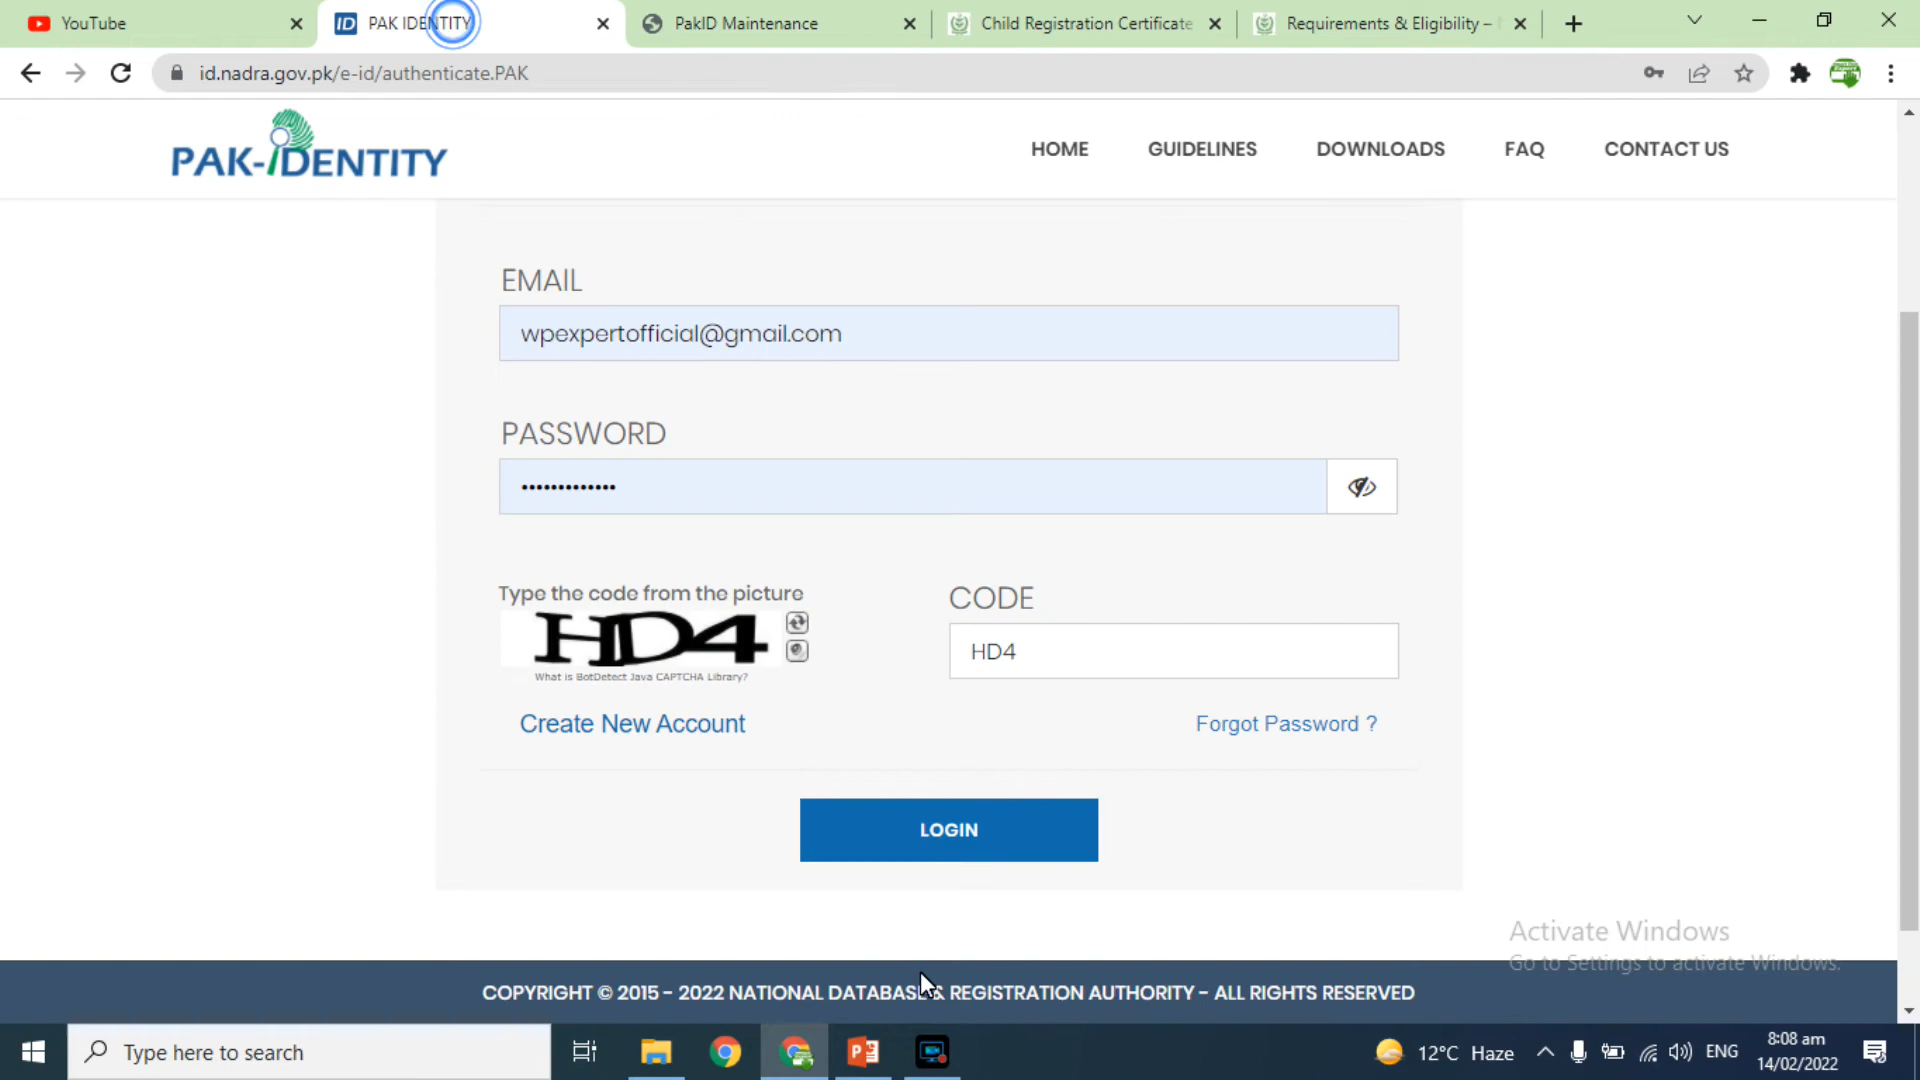 YouTube
PAK IDENTITY
PakID Maintenance
Child Registration Certificate
Requirements & Eligibility –
id.nadra.gov.pk/e-id/authenticate.PAK
PAK-iDENTITY
HOME
GUIDELINES
DOWNLOADS
FAQ
CONTACT US
EMAIL
wpexpertofficial@gmail.com
PASSWORD
•••••••••••••
Type the code from the picture
HD4
What is BotDetect Java CAPTCHA Library?
CODE
HD4
Create New Account
Forgot Password ?
LOGIN
Activate Windows
Go to Settings to activate Windows.
COPYRIGHT © 2015 - 2022 NATIONAL DATABASE & REGISTRATION AUTHORITY - ALL RIGHTS RESERVED
Type here to search
12°C Haze
ENG
8:08 am
14/02/2022